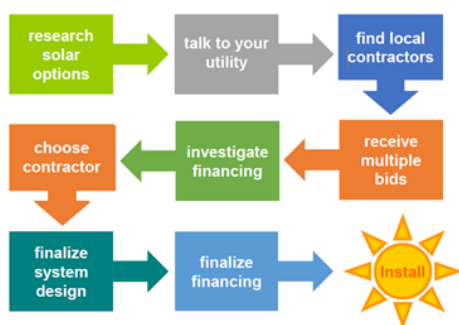 research
solar
options
talk to your
utility
find local
contractors
receive
multiple
bids
investigate
financing
choose
contractor
finalize
system
design
finalize
financing
Install